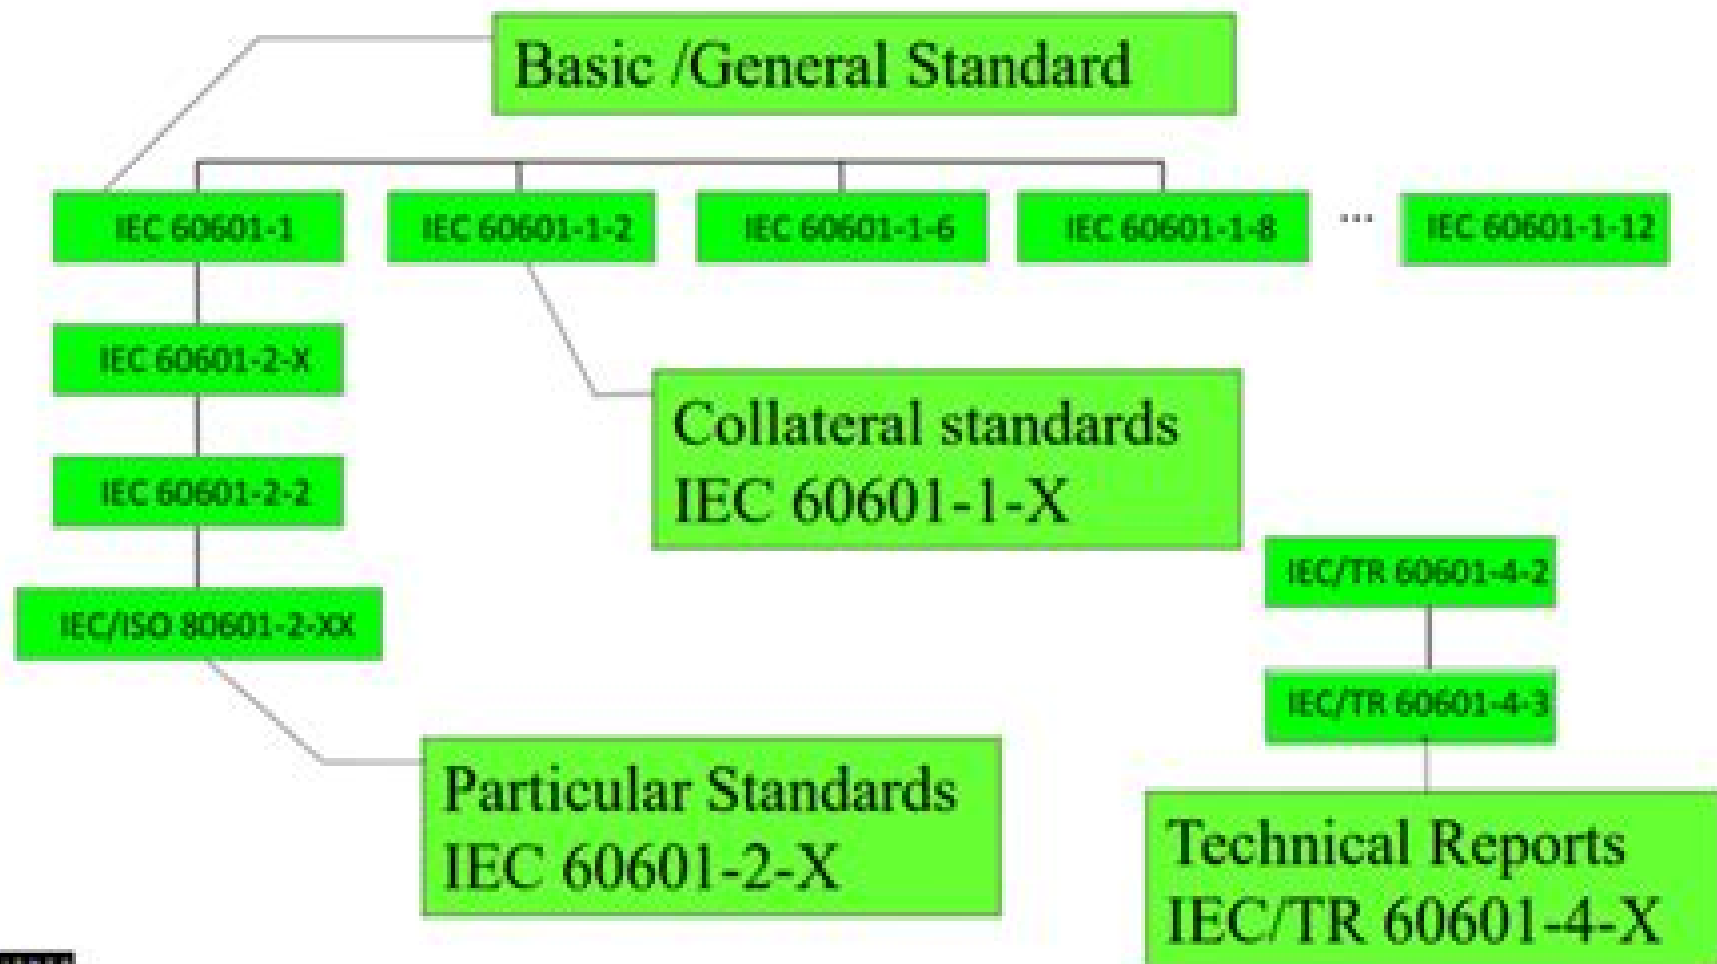 Basic /General Standard
IEC 60601-1
IEC 60601-1-2
IEC 60601-1-6
IEC 60601-1-8
...
IEC 60601-1-12
IEC 60601-2-X
Collateral standards
IEC 60601-1-X
IEC 60601-2-2
IEC/TR 60601-4-2
IEC/ISO 80601-2-XX
IEC/TR 60601-4-3
Particular Standards
IEC 60601-2-X
Technical Reports
IEC/TR 60601-4-X